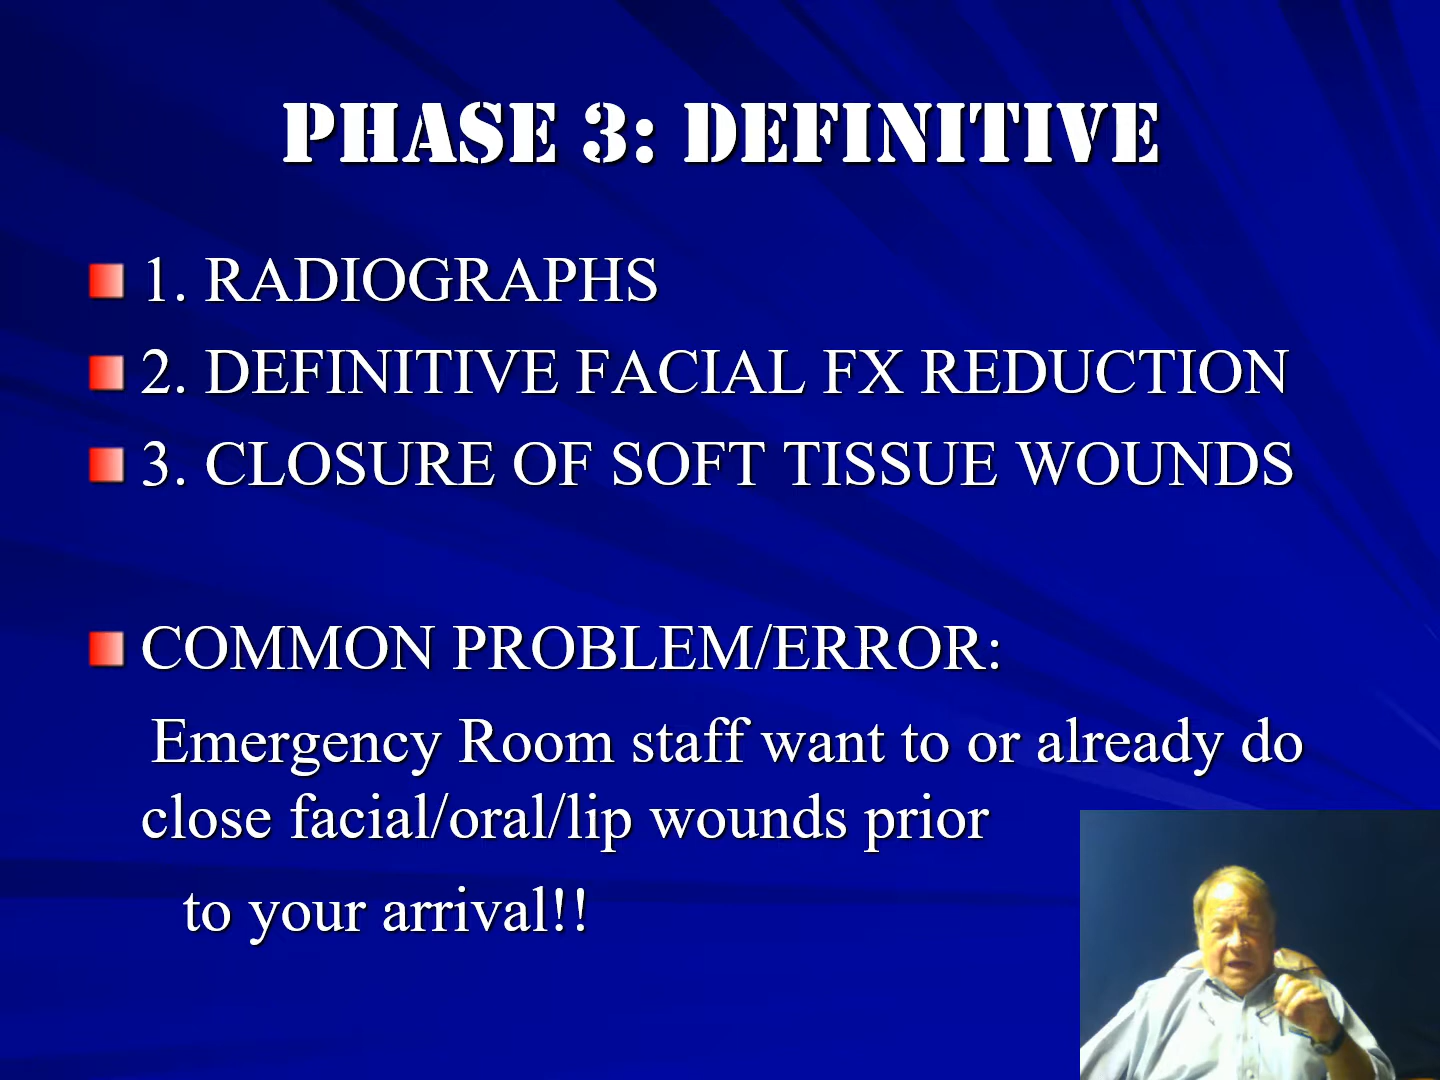 PHASE 3: DEFINITIVE
1. RADIOGRAPHS
2. DEFINITIVE FACIAL FX REDUCTION
3. CLOSURE OF SOFT TISSUE WOUNDS
COMMON PROBLEM/ERROR:
Emergency Room staff want to or already do
close facial/oral/lip wounds prior
to your arrival!!